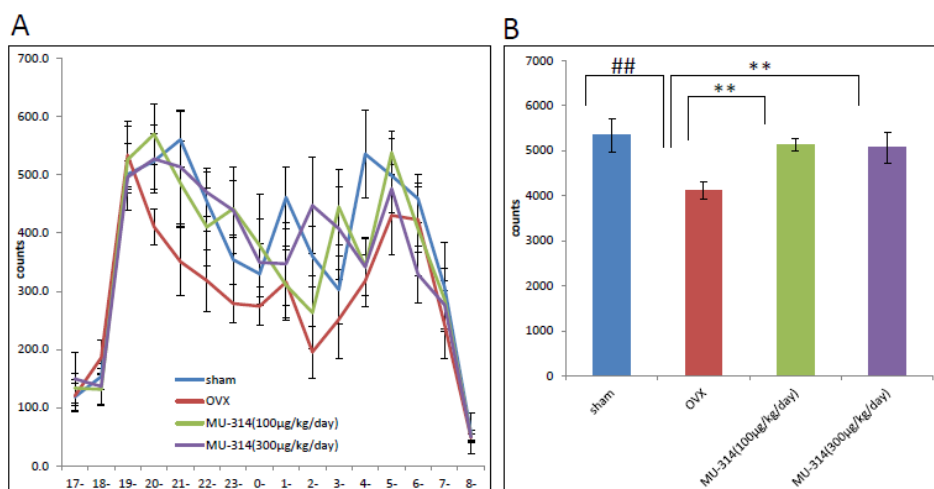 A
counts
700.0
600.0
500.0
400.0
300.0
200.0
100.0
0.0
sham
OVX
MU-314(100µg/kg/day)
MU-314(300µg/kg/day)
17- 18- 19- 20- 21- 22- 23- 0- 1- 2- 3- 4- 5- 6- 7- 8-
B
counts
7000
6000
5000
4000
3000
2000
1000
0
##
**
**
sham
OVX
MU-314(100µg/kg/day)
MU-314(300µg/kg/day)